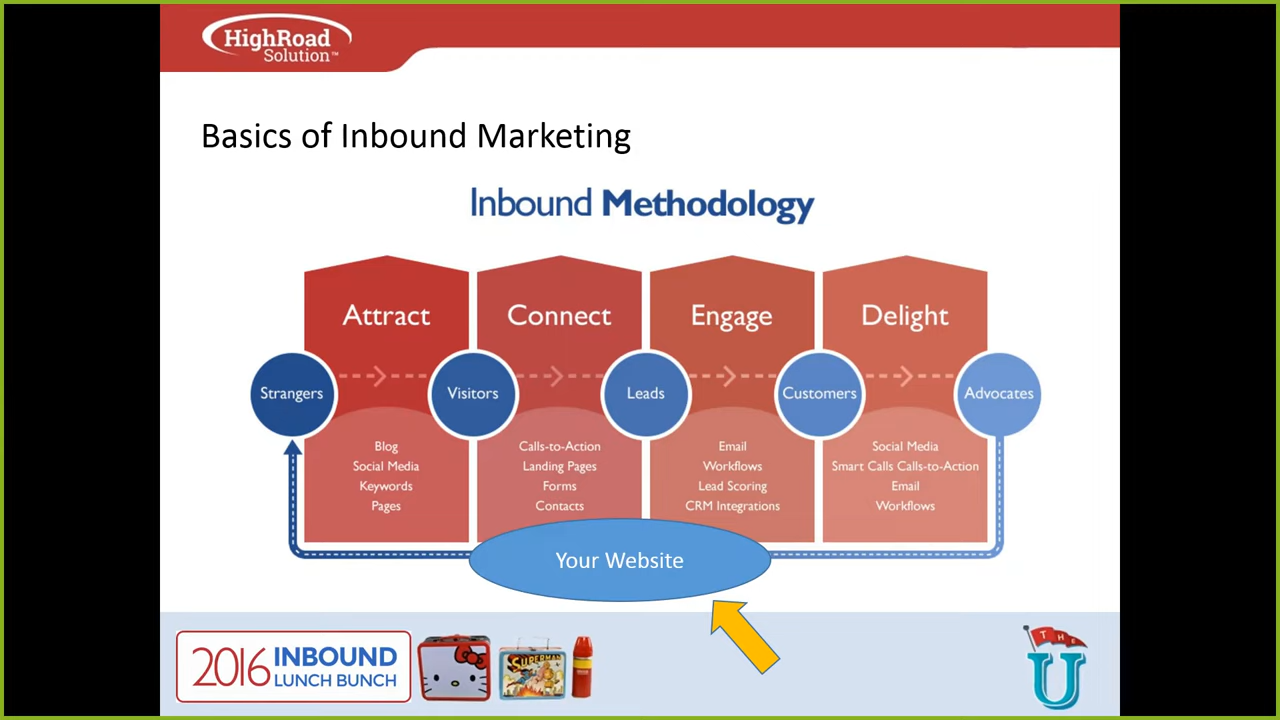 HighRoad
Solution™
Basics of Inbound Marketing
Inbound Methodology
Attract
Connect
Engage
Delight
Strangers
Visitors
Leads
Customers
Advocates
Blog
Social Media
Keywords
Pages
Calls-to-Action
Landing Pages
Forms
Contacts
Email
Workflows
Lead Scoring
CRM Integrations
Social Media
Smart Calls Calls-to-Action
Email
Workflows
Your Website
2016 INBOUND
LUNCH BUNCH
SUPERMAN
THE
U